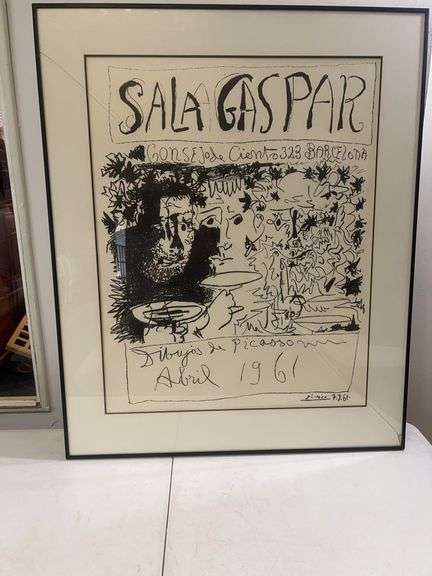 SALA GASPAR
CONSEJO de Ciento 323 BARCELONA
Dibujos de Picasso
Abril 1961